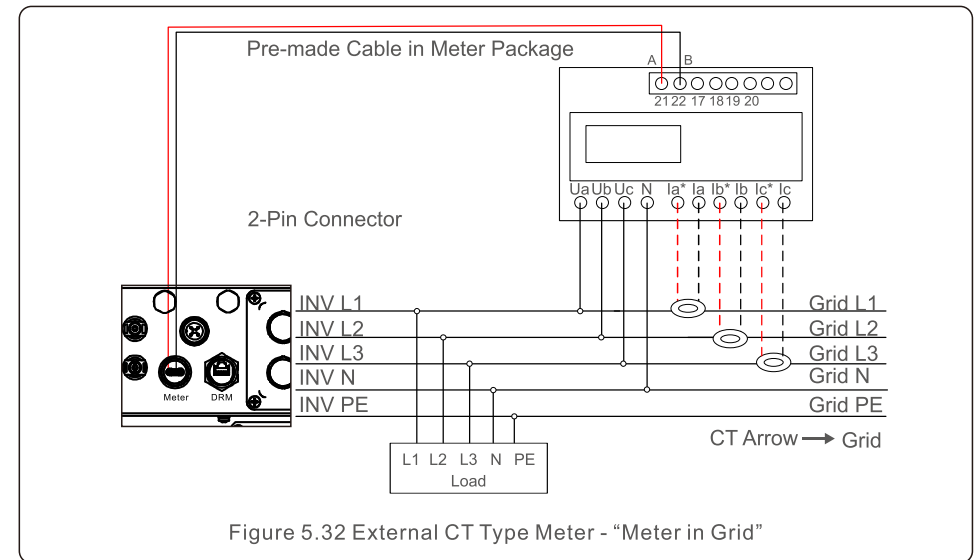 Pre-made Cable in Meter Package
A B
21 22 17 18 19 20
Ua Ub Uc N Ia* Ia Ib* Ib Ic* Ic
2-Pin Connector
INV L1 Grid L1
INV L2 Grid L2
INV L3 Grid L3
INV N Grid N
INV PE Grid PE
Meter DRM
CT Arrow → Grid
L1 L2 L3 N PE
Load
Figure 5.32 External CT Type Meter - “Meter in Grid”